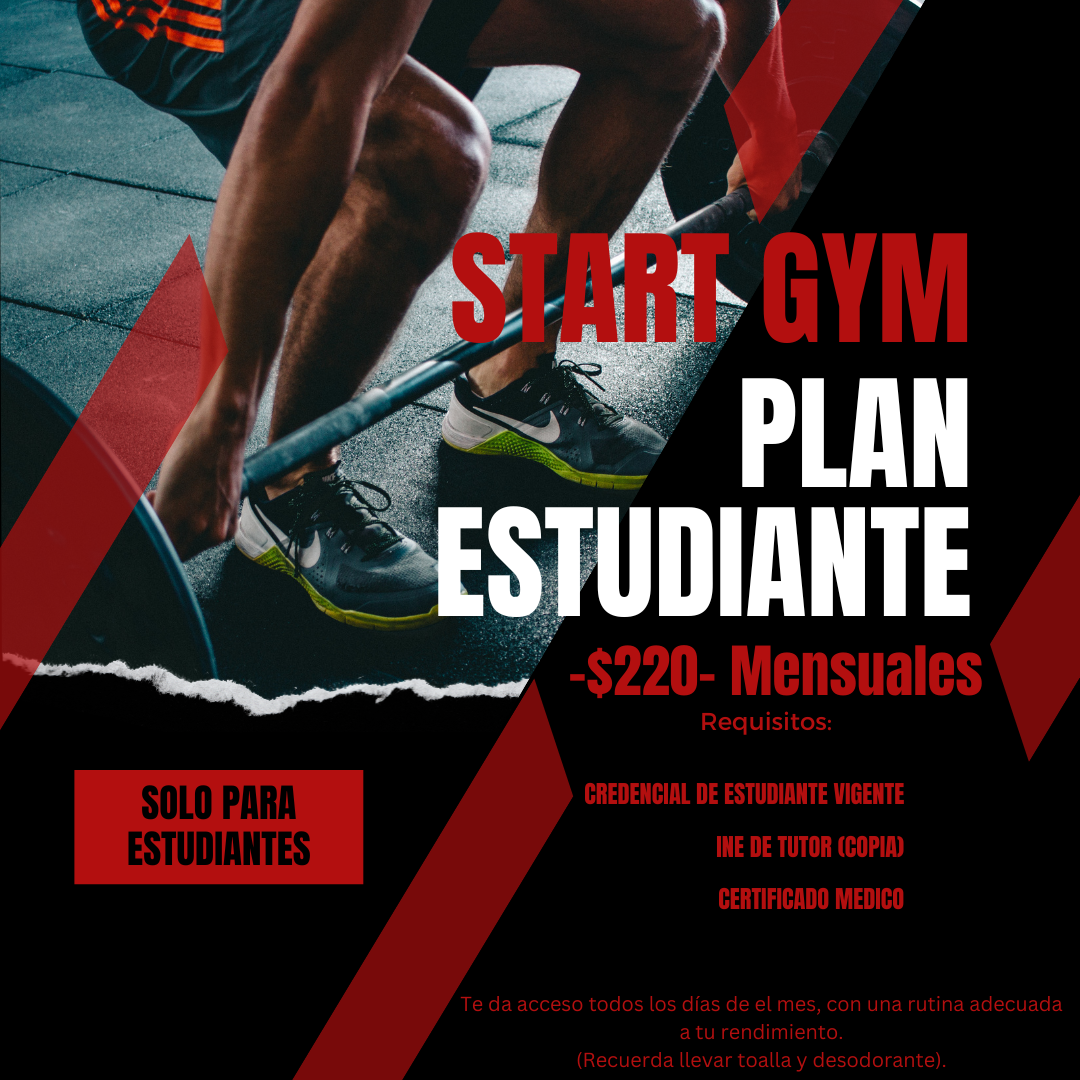 START GYM
PLAN
ESTUDIANTE
-$220- Mensuales
Requisitos:
CREDENCIAL DE ESTUDIANTE VIGENTE
INE DE TUTOR (COPIA)
CERTIFICADO MEDICO
SOLO PARA
ESTUDIANTES
Te da acceso todos los días de el mes, con una rutina adecuada
a tu rendimiento.
(Recuerda llevar toalla y desodorante).